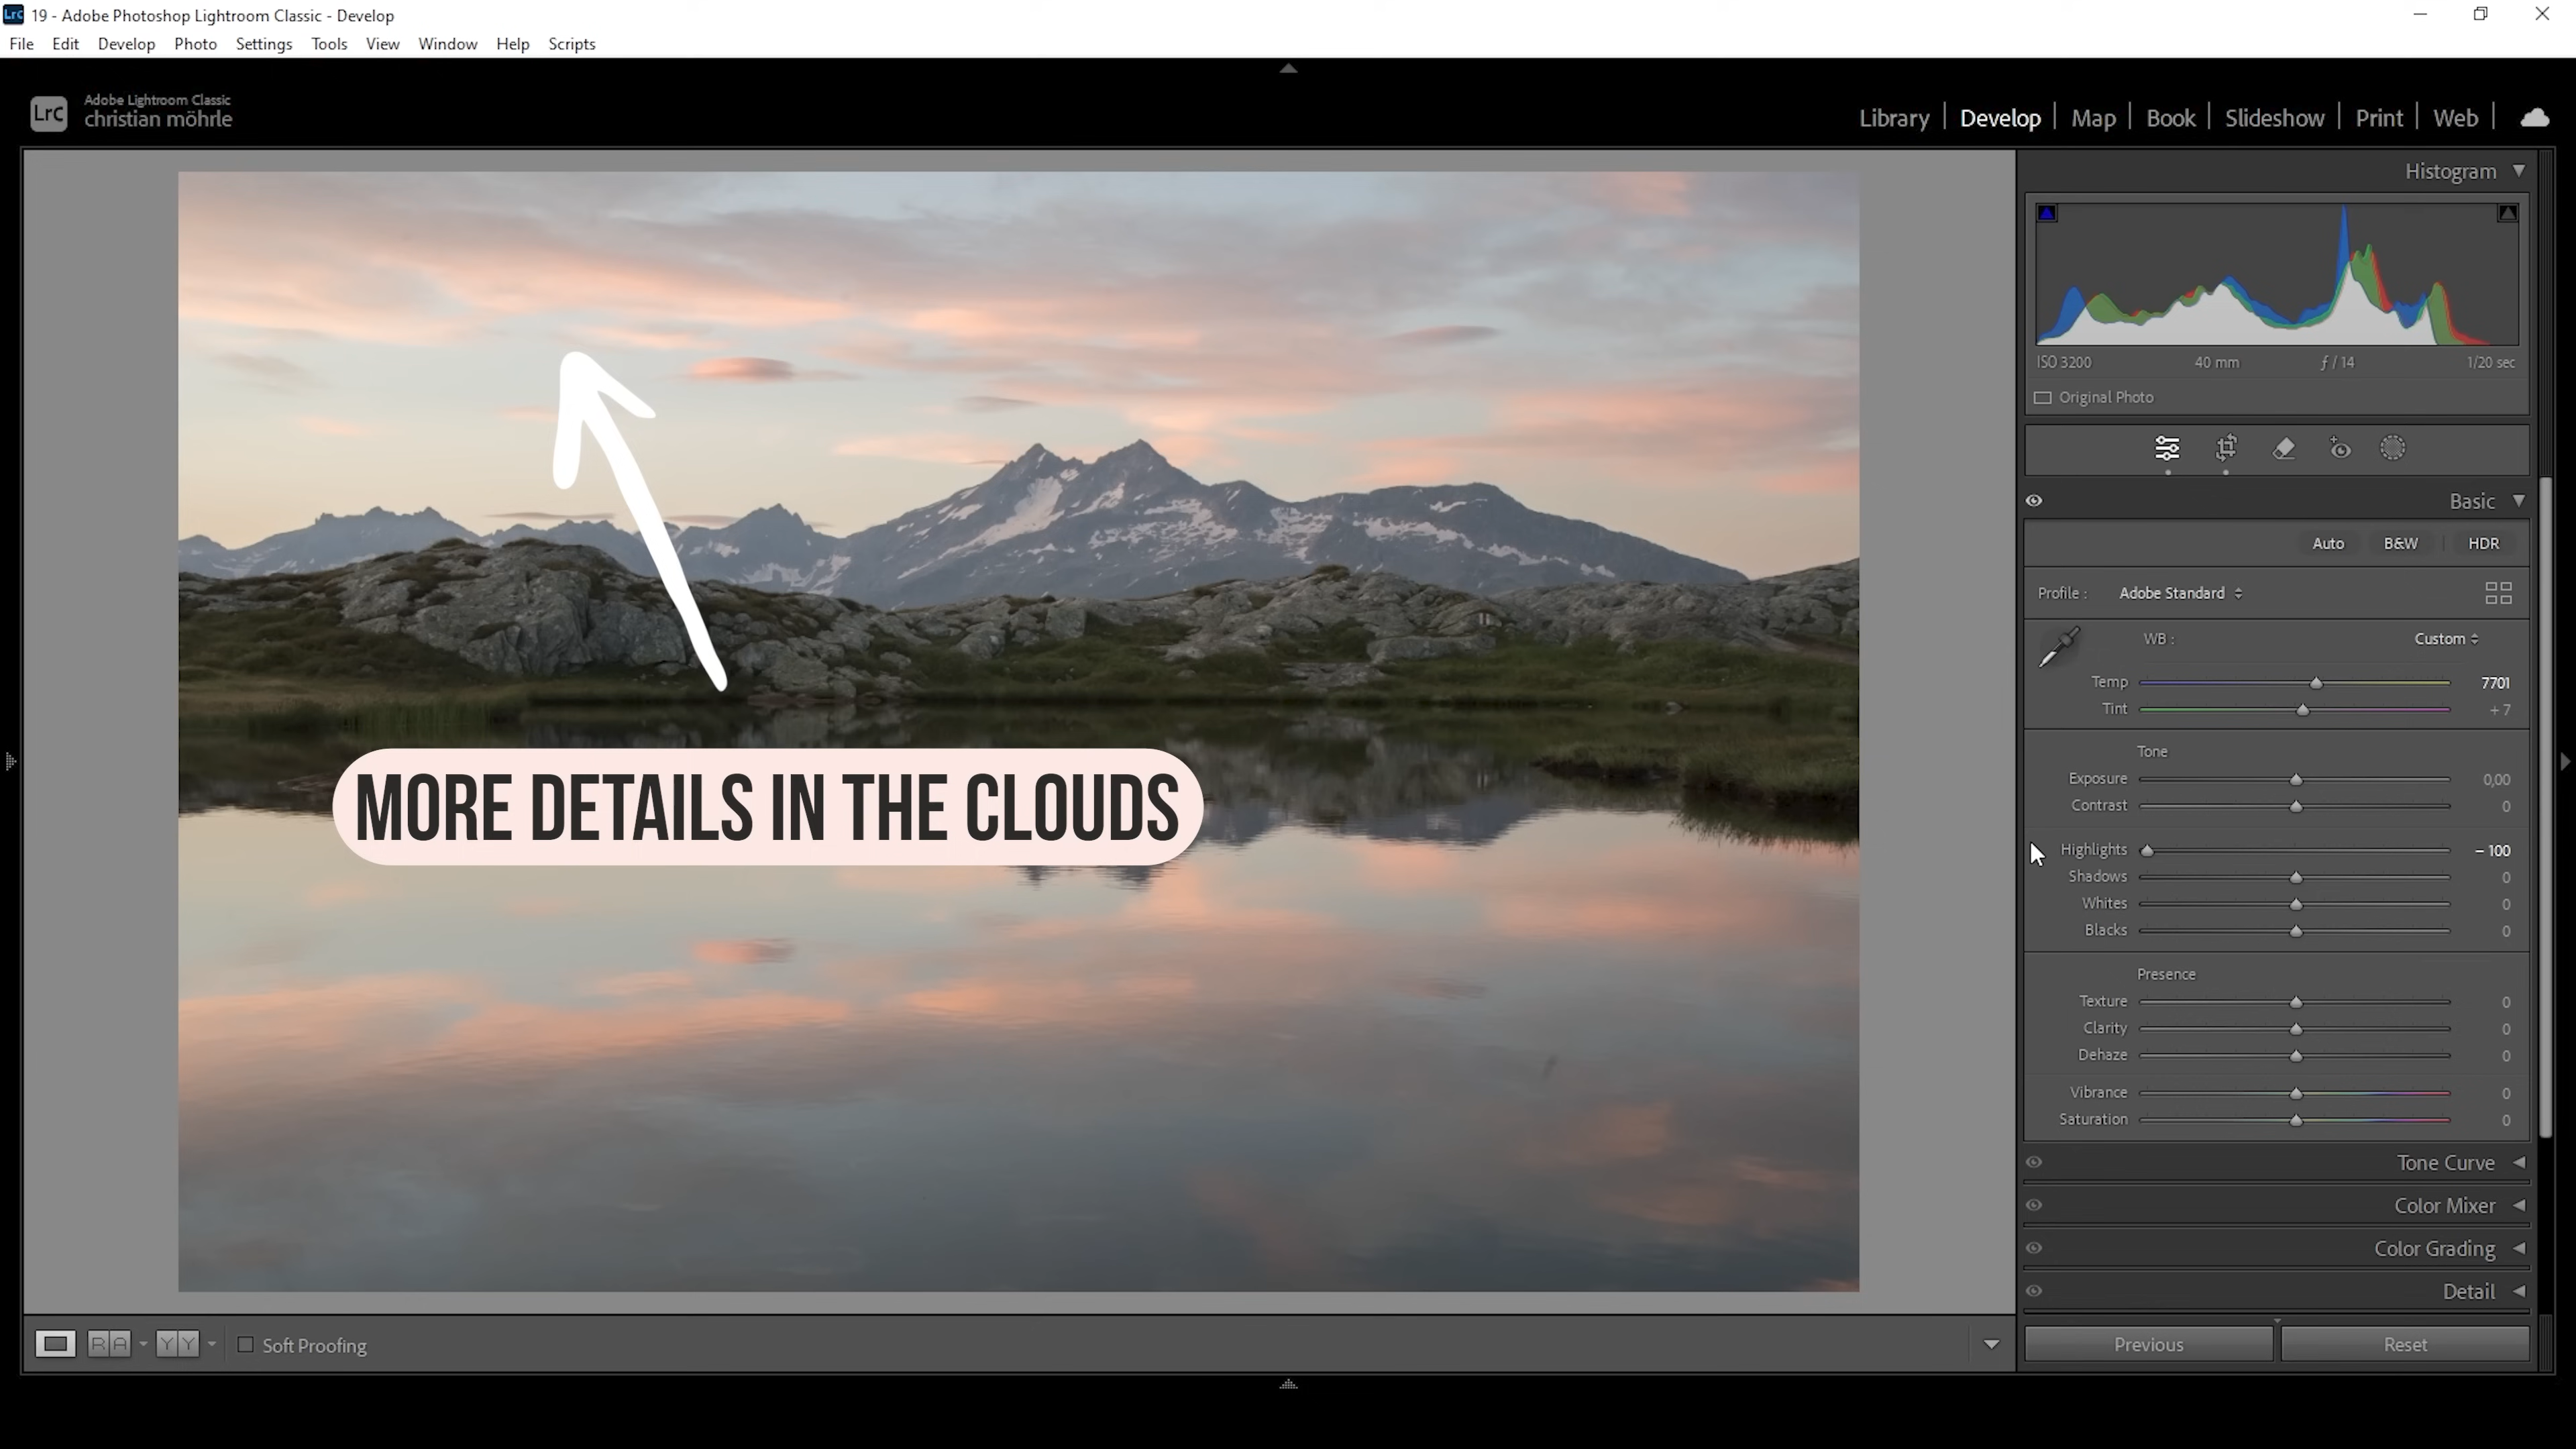 Lrc 19 - Adobe Photoshop Lightroom Classic - Develop
File Edit Develop Photo Settings Tools View Window Help Scripts
Lrc Adobe Lightroom Classic
christian möhrle
Library | Develop | Map | Book | Slideshow | Print | Web |
Histogram
ISO 3200 40 mm ƒ / 14 1/20 sec
Original Photo
Basic
Auto B&W HDR
Profile : Adobe Standard
WB : Custom
Temp 7701
Tint + 7
Tone
Exposure 0,00
Contrast 0
Highlights – 100
Shadows 0
Whites 0
Blacks 0
Presence
Texture 0
Clarity 0
Dehaze 0
Vibrance 0
Saturation 0
Tone Curve
Color Mixer
Color Grading
Detail
Previous Reset
MORE DETAILS IN THE CLOUDS
R A Y Y Soft Proofing